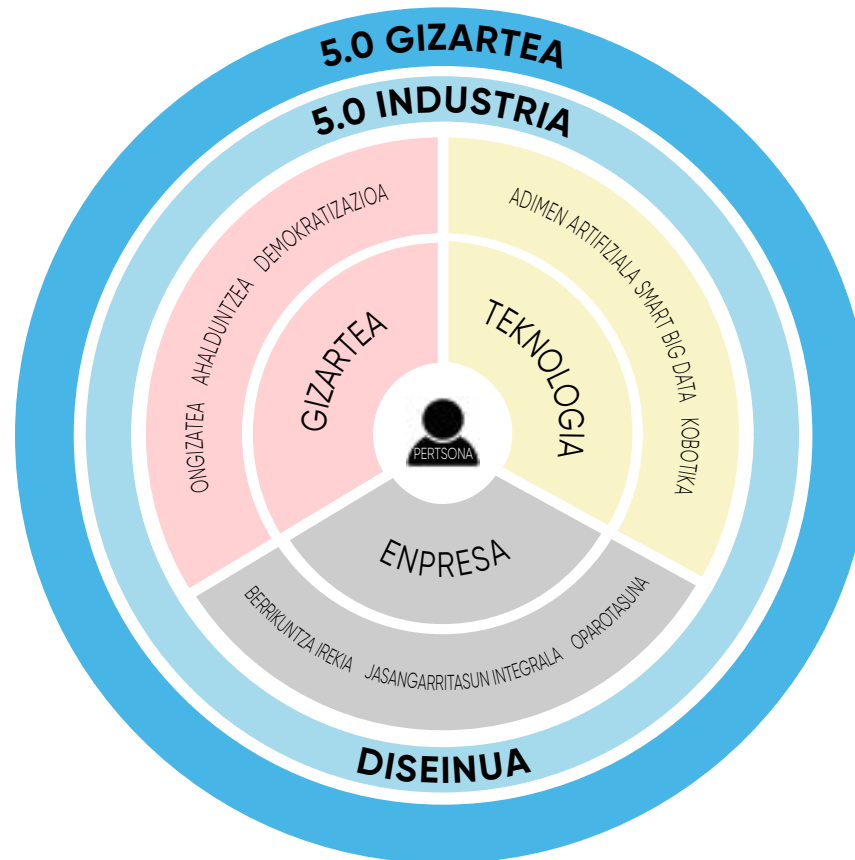 5.0 GIZARTEA
5.0 INDUSTRIA
ONGIZATEA AHALDUNTZEA DEMOKRATIZAZIOA
ADIMEN ARTIFIZIALA SMART BIG DATA KOBOTIKA
GIZARTEA
TEKNOLOGIA
PERTSONA
ENPRESA
BERRIKUNTZA IREKIA JASANGARRITASUN INTEGRALA OPAROTASUNA
DISEINUA